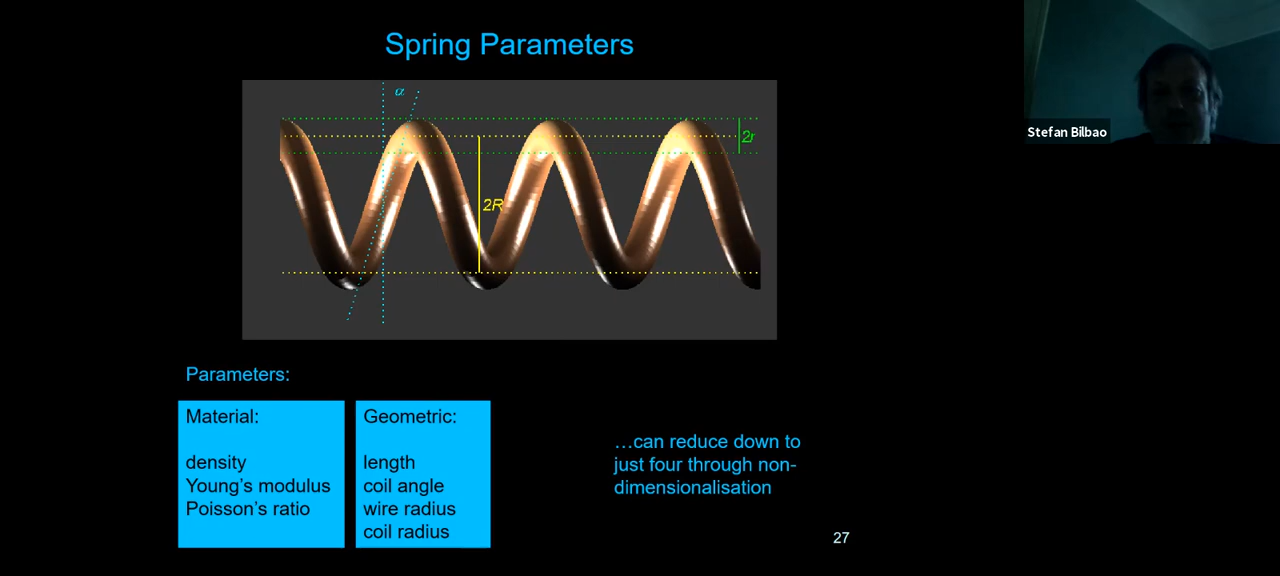 Spring Parameters
α
2r
2R
Stefan Bilbao
Parameters:
Material:
density
Young's modulus
Poisson's ratio
Geometric:
length
coil angle
wire radius
coil radius
…can reduce down to
just four through non-
dimensionalisation
27